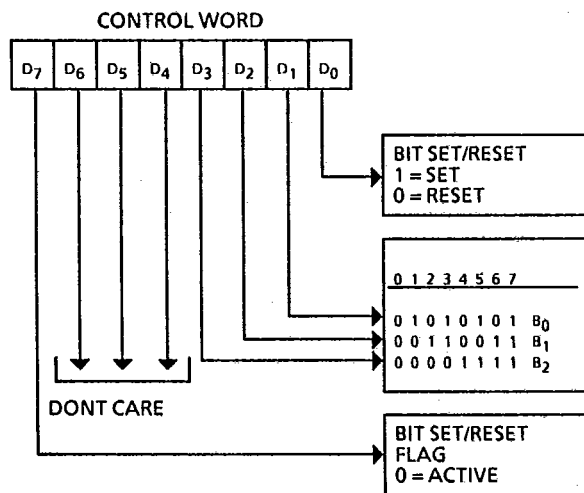 CONTROL WORD
D7 D6 D5 D4 D3 D2 D1 D0
BIT SET/RESET
1 = SET
0 = RESET
0 1 2 3 4 5 6 7
0 1 0 1 0 1 0 1 B0
0 0 1 1 0 0 1 1 B1
0 0 0 0 1 1 1 1 B2
DONT CARE
BIT SET/RESET
FLAG
0 = ACTIVE